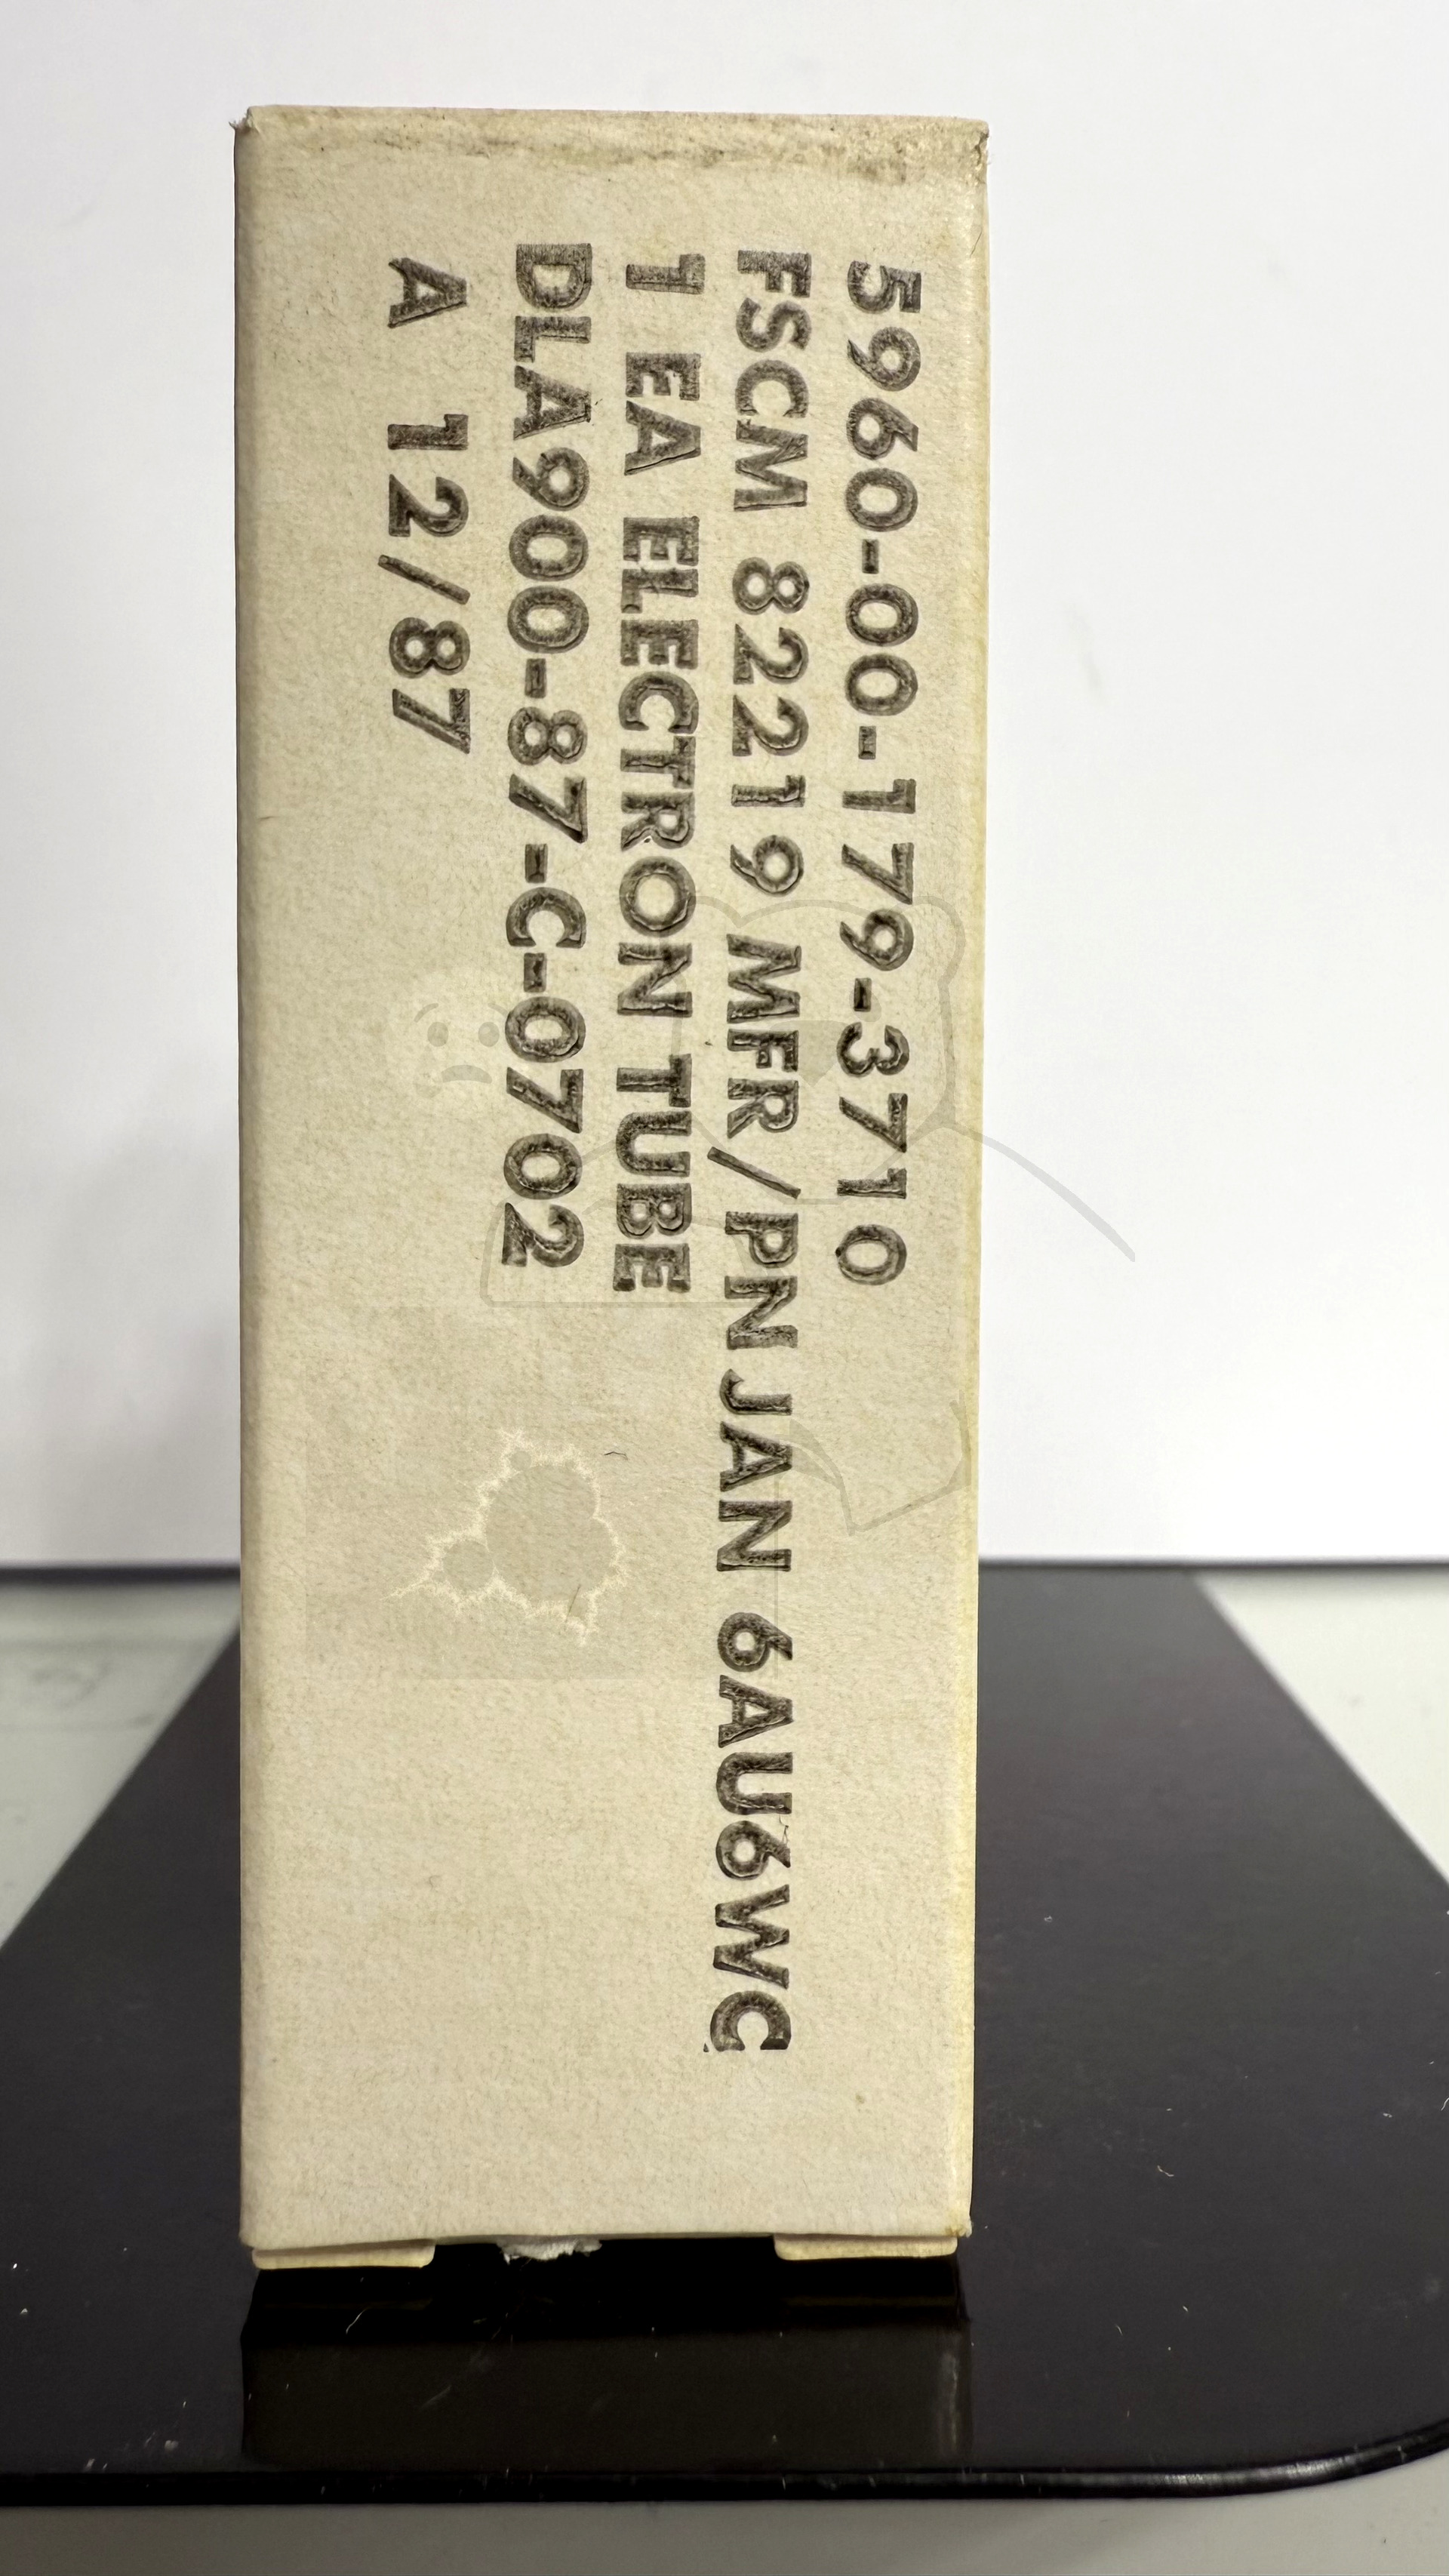 5960-00-179-3710
FSCM 82219 MFR/PN JAN 6AU6WC
1 EA ELECTRON TUBE
DLA900-87-C-0702
A 12/87